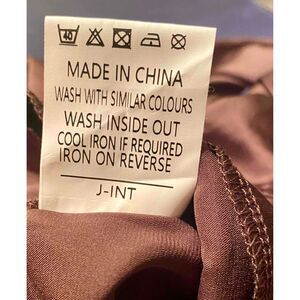 40
MADE IN CHINA
WASH WITH SIMILAR COLOURS
WASH INSIDE OUT
COOL IRON IF REQUIRED
IRON ON REVERSE
J-INT